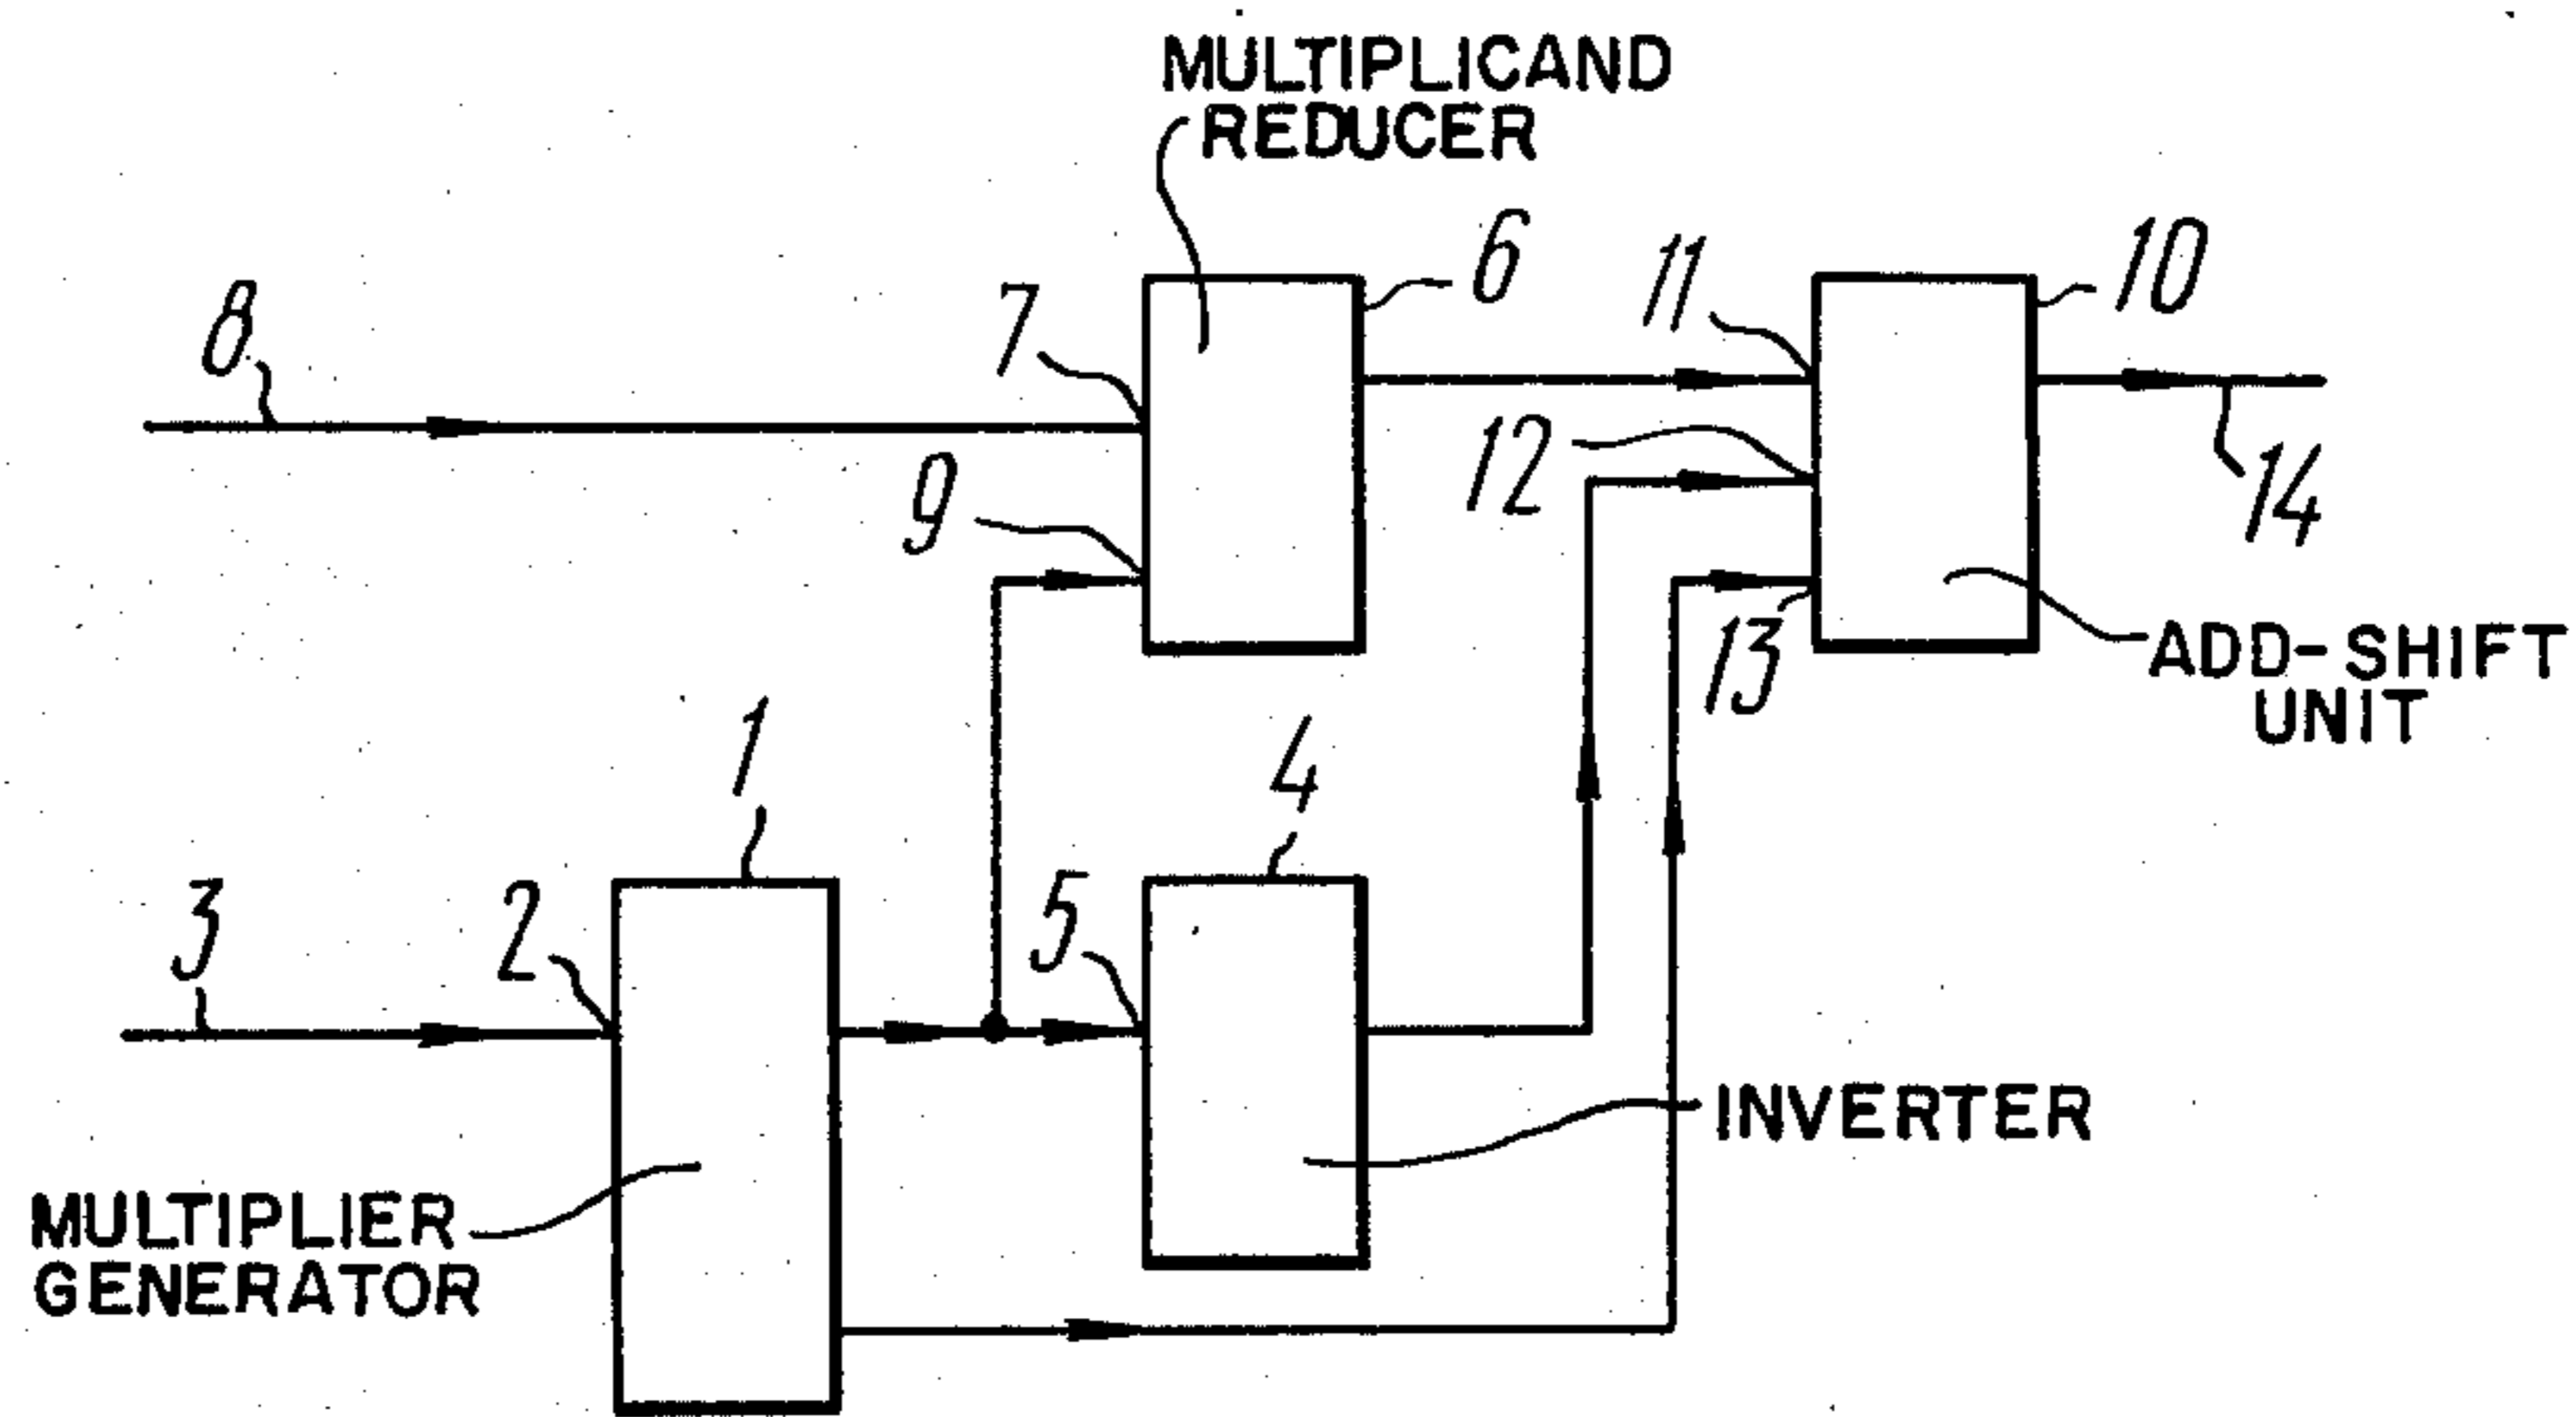 MULTIPLICAND
REDUCER
6
10
11
8
7
12
14
9
13
ADD-SHIFT
UNIT
1
4
3
2
5
INVERTER
MULTIPLIER
GENERATOR